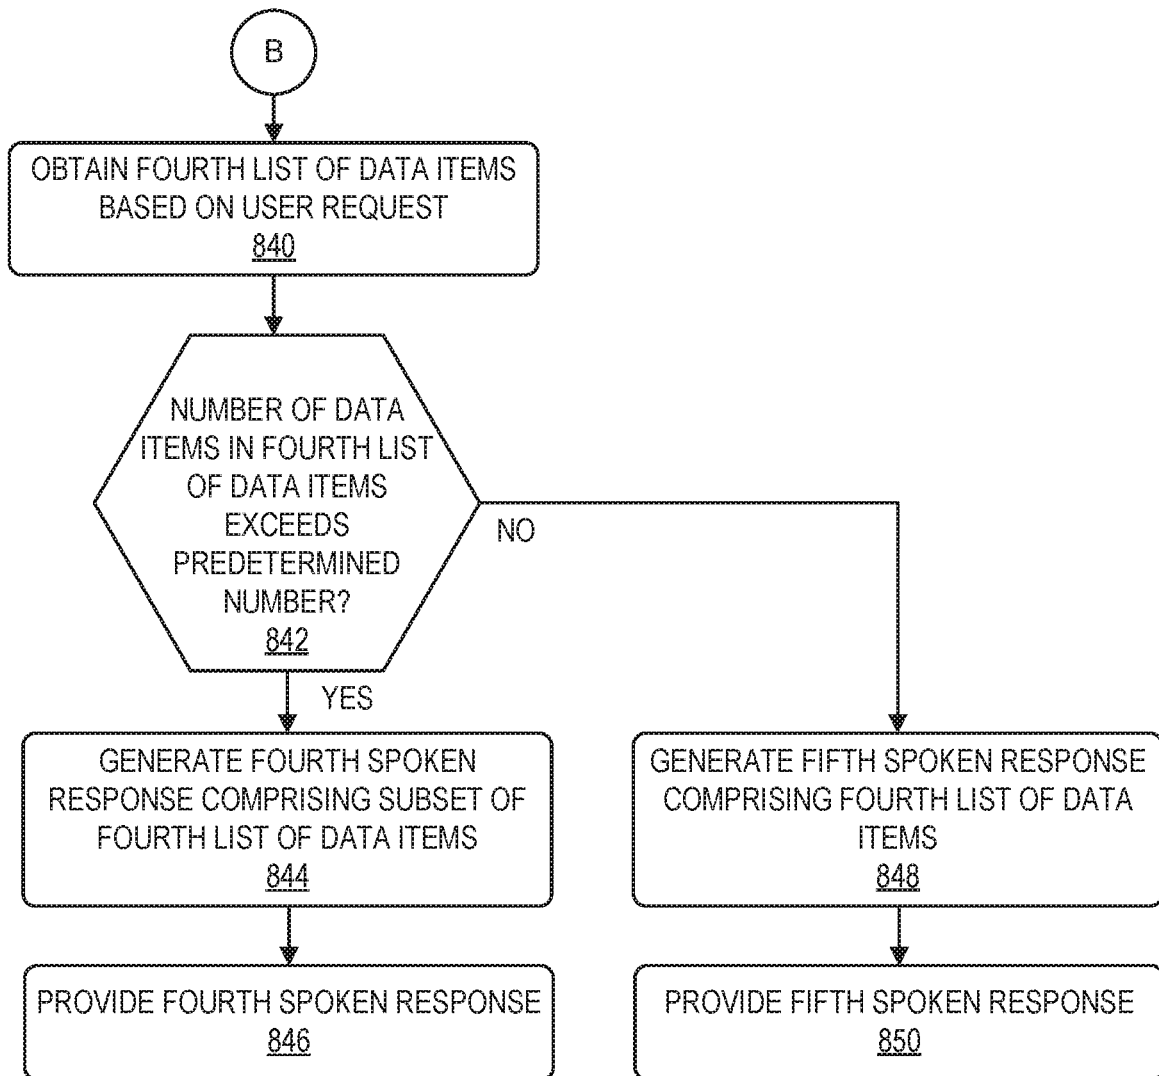 B
OBTAIN FOURTH LIST OF DATA ITEMS
BASED ON USER REQUEST
840
NUMBER OF DATA
ITEMS IN FOURTH LIST
OF DATA ITEMS
EXCEEDS
PREDETERMINED
NUMBER?
842
NO
YES
GENERATE FOURTH SPOKEN
RESPONSE COMPRISING SUBSET OF
FOURTH LIST OF DATA ITEMS
844
GENERATE FIFTH SPOKEN RESPONSE
COMPRISING FOURTH LIST OF DATA
ITEMS
848
PROVIDE FOURTH SPOKEN RESPONSE
846
PROVIDE FIFTH SPOKEN RESPONSE
850